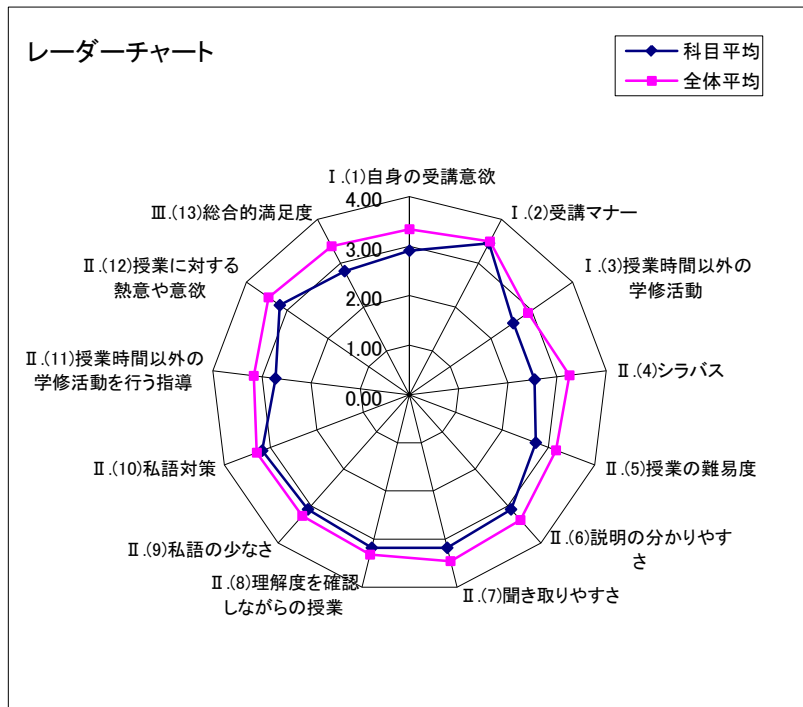 レーダーチャート
科目平均
全体平均
Ⅰ.(1)自身の受講意欲
Ⅰ.(2)受講マナー
Ⅰ.(3)授業時間以外の
学修活動
Ⅱ.(4)シラバス
Ⅱ.(5)授業の難易度
Ⅱ.(6)説明の分かりやす
さ
Ⅱ.(7)聞き取りやすさ
Ⅱ.(8)理解度を確認
しながらの授業
Ⅱ.(9)私語の少なさ
Ⅱ.(10)私語対策
Ⅱ.(11)授業時間以外の
学修活動を行う指導
Ⅱ.(12)授業に対する
熱意や意欲
Ⅲ.(13)総合的満足度
4.00
3.00
2.00
1.00
0.00